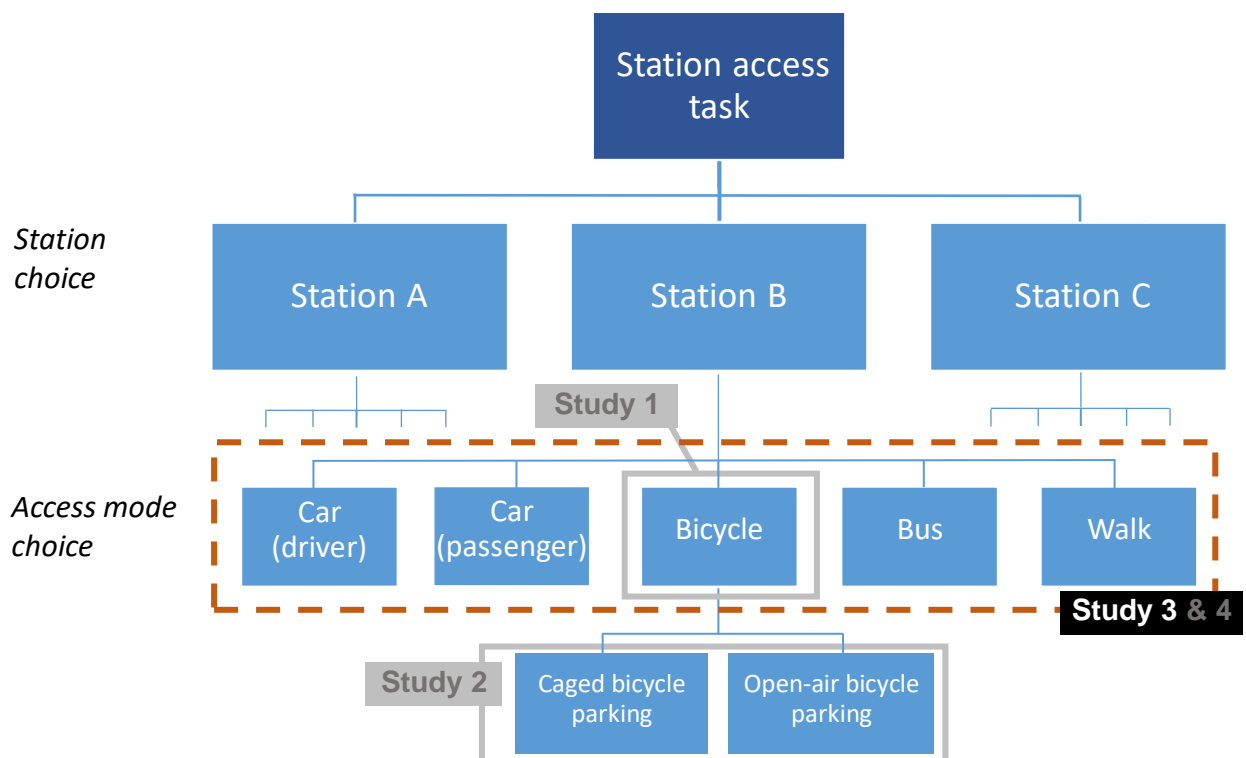 Station access
task
Station
choice
Station A
Station B
Station C
Study 1
Access mode
choice
Car
(driver)
Car
(passenger)
Bicycle
Bus
Walk
Study 3 & 4
Study 2
Caged bicycle
parking
Open-air bicycle
parking